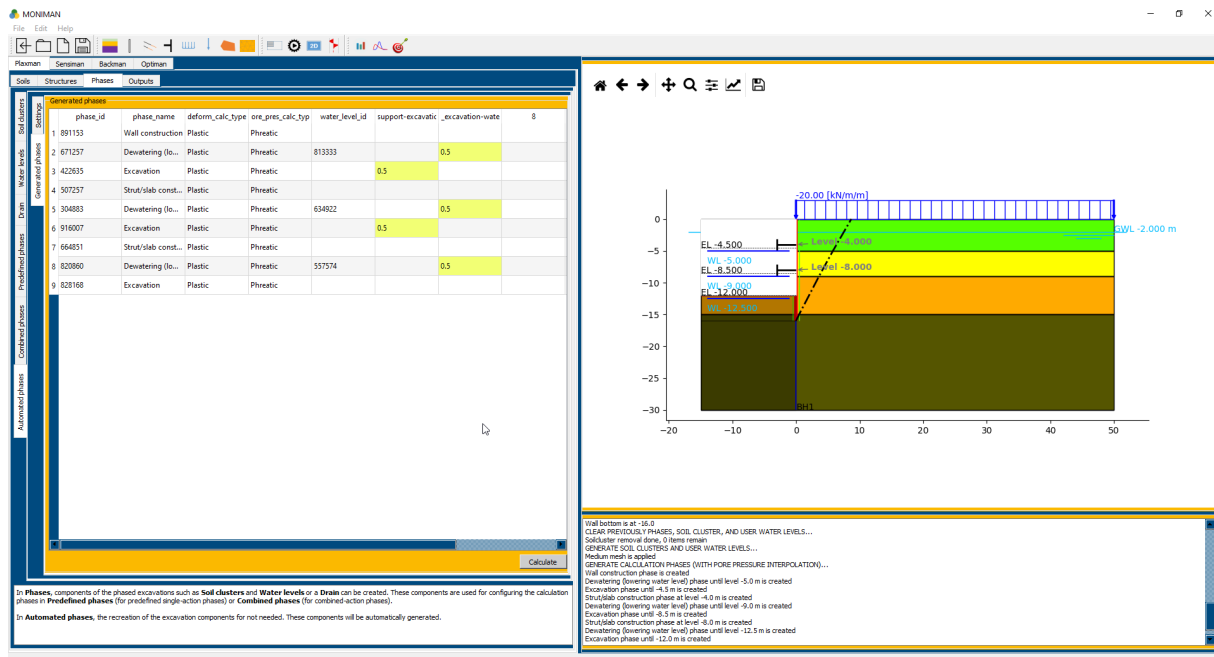 MONIMAN
File Edit Help
2D
Plaxman Sensiman Backman Optiman
Soils Structures Phases Outputs
Soil clusters
Water levels
Drain
Predefined phases
Combined phases
Automated phases
Settings
Generated phases
Generated phases
phase_id phase_name deform_calc_type ore_pres_calc_typ water_level_id support-excavatic _excavation-wate 8
1 891153 Wall construction Plastic Phreatic
2 671257 Dewatering (lo... Plastic Phreatic 813333 0.5
3 422635 Excavation Plastic Phreatic 0.5
4 507257 Strut/slab const... Plastic Phreatic
5 304883 Dewatering (lo... Plastic Phreatic 634922 0.5
6 916007 Excavation Plastic Phreatic 0.5
7 664851 Strut/slab const... Plastic Phreatic
8 820860 Dewatering (lo... Plastic Phreatic 557574 0.5
9 828168 Excavation Plastic Phreatic
Calculate
In Phases, components of the phased excavations such as Soil clusters and Water levels or a Drain can be created. These components are used for configuring the calculation
phases in Predefined phases (for predefined single-action phases) or Combined phases (for combined-action phases).
In Automated phases, the recreation of the excavation components for not needed. These components will be automatically generated.
-20.00 [kN/m/m]
GWL -2.000 m
EL -4.500
Level -4.000
WL -5.000
EL -8.500
Level -8.000
WL -9.000
EL -12.000
WL -12.500
BH1
0
−5
−10
−15
−20
−25
−30
−20 −10 0 10 20 30 40 50
Wall bottom is at -16.0
CLEAR PREVIOUSLY PHASES, SOIL CLUSTER, AND USER WATER LEVELS...
Soilcluster removal done, 0 items remain
GENERATE SOIL CLUSTERS AND USER WATER LEVELS...
Medium mesh is applied
GENERATE CALCULATION PHASES (WITH PORE PRESSURE INTERPOLATION)...
Wall construction phase is created
Dewatering (lowering water level) phase until level -5.0 m is created
Excavation phase until -4.5 m is created
Strut/slab construction phase at level -4.0 m is created
Dewatering (lowering water level) phase until level -9.0 m is created
Excavation phase until -8.5 m is created
Strut/slab construction phase at level -8.0 m is created
Dewatering (lowering water level) phase until level -12.5 m is created
Excavation phase until -12.0 m is created